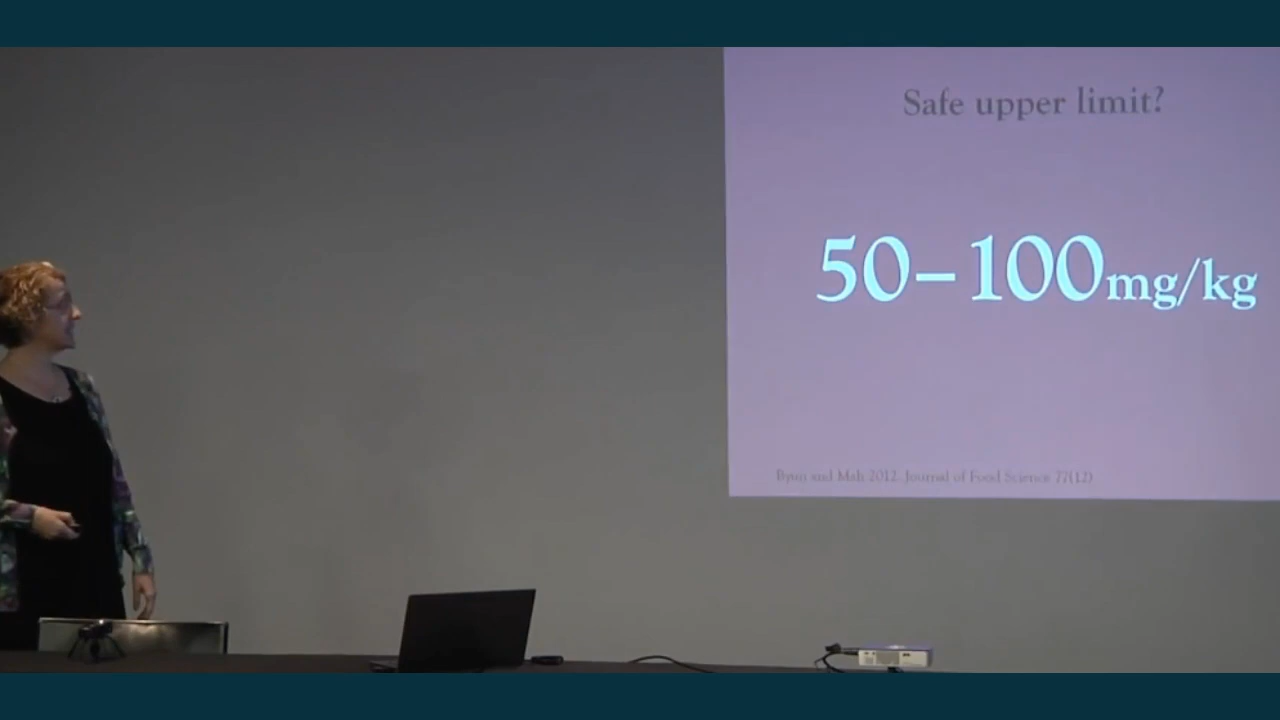 Safe upper limit?
50–100mg/kg
Byun and Mah 2012. Journal of Food Science 77(12)